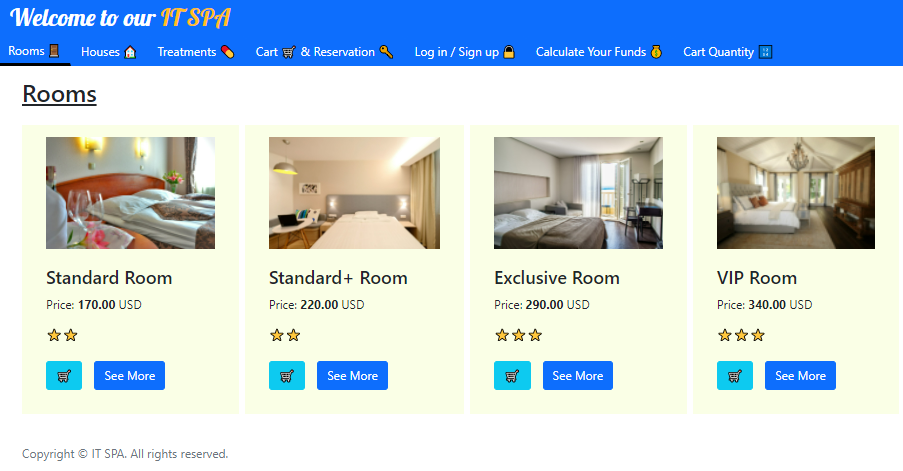 Welcome to our IT SPA
Rooms 🚪 Houses 🏠 Treatments 💊 Cart 🛒 & Reservation 🔑 Log in / Sign up 🔒 Calculate Your Funds 💰 Cart Quantity 🔢
Rooms
Standard Room
Price: 170.00 USD
⭐⭐
🛒 See More
Standard+ Room
Price: 220.00 USD
⭐⭐
🛒 See More
Exclusive Room
Price: 290.00 USD
⭐⭐⭐
🛒 See More
VIP Room
Price: 340.00 USD
⭐⭐⭐
🛒 See More
Copyright © IT SPA. All rights reserved.